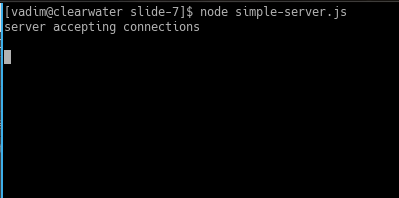 [vadim@clearwater slide-7]$ node simple-server.js
server accepting connections